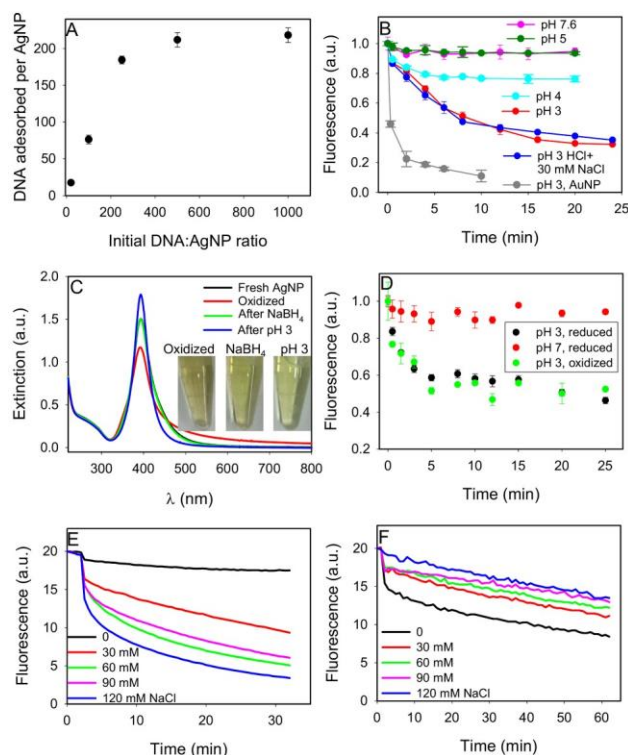 A
DNA adesorbed per AgNP
200
150
100
50
0
0 200 400 600 800 1000
Initial DNA:AgNP ratio
B
Fluorescence (a.u.)
1.0
0.8
0.6
0.4
0.2
0.0
0 5 10 15 20 25
Time (min)
pH 7.6
pH 5
pH 4
pH 3
pH 3 HCl+
30 mM NaCl
pH 3, AuNP
C
Extinction (a.u.)
2.0
1.5
1.0
0.5
0.0
300 400 500 600 700 800
λ (nm)
Fresh AgNP
Oxidized
After NaBH₄
After pH 3
Oxidized NaBH₄ pH 3
D
Fluorescence (a.u.)
1.0
0.8
0.6
0.4
0.2
0 5 10 15 20 25
Time (min)
pH 3, reduced
pH 7, reduced
pH 3, oxidized
E
Fluorescence (a.u.)
20
15
10
5
0
0 10 20 30
Time (min)
0
30 mM
60 mM
90 mM
120 mM NaCl
F
Fluorescence (a.u.)
20
15
10
5
0
0 10 20 30 40 50 60
Time (min)
0
30 mM
60 mM
90 mM
120 mM NaCl